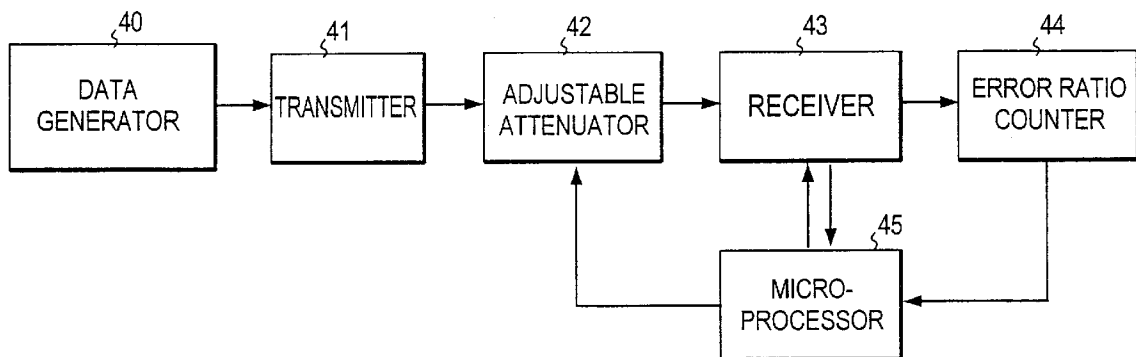 40
41
42
43
44
DATA
GENERATOR
TRANSMITTER
ADJUSTABLE
ATTENUATOR
RECEIVER
ERROR RATIO
COUNTER
45
MICRO-
PROCESSOR